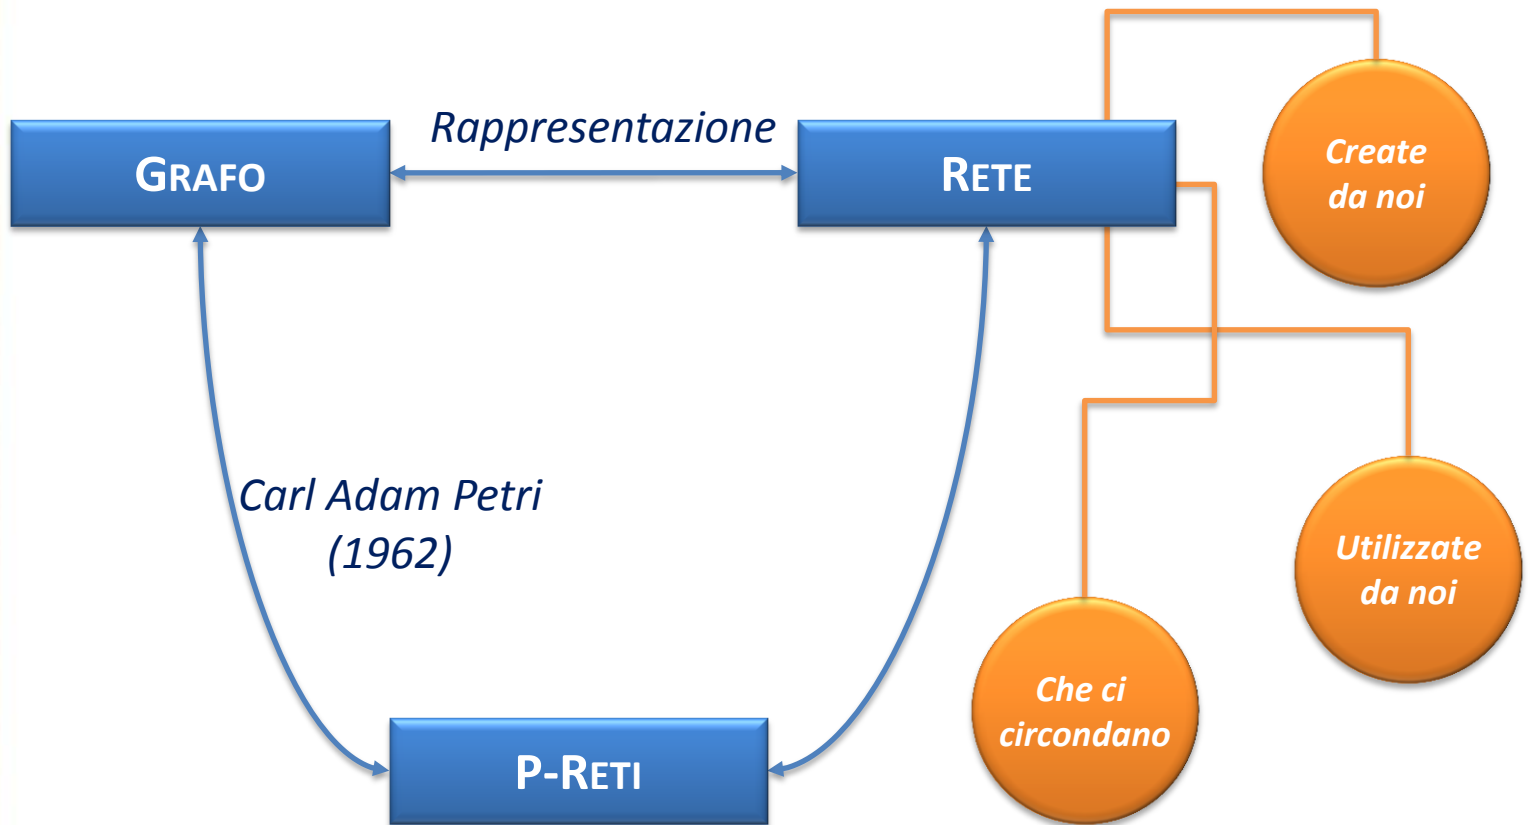 Rappresentazione
GRAFO
RETE
Create
da noi
Carl Adam Petri
(1962)
Utilizzate
da noi
Che ci
circondano
P-RETI